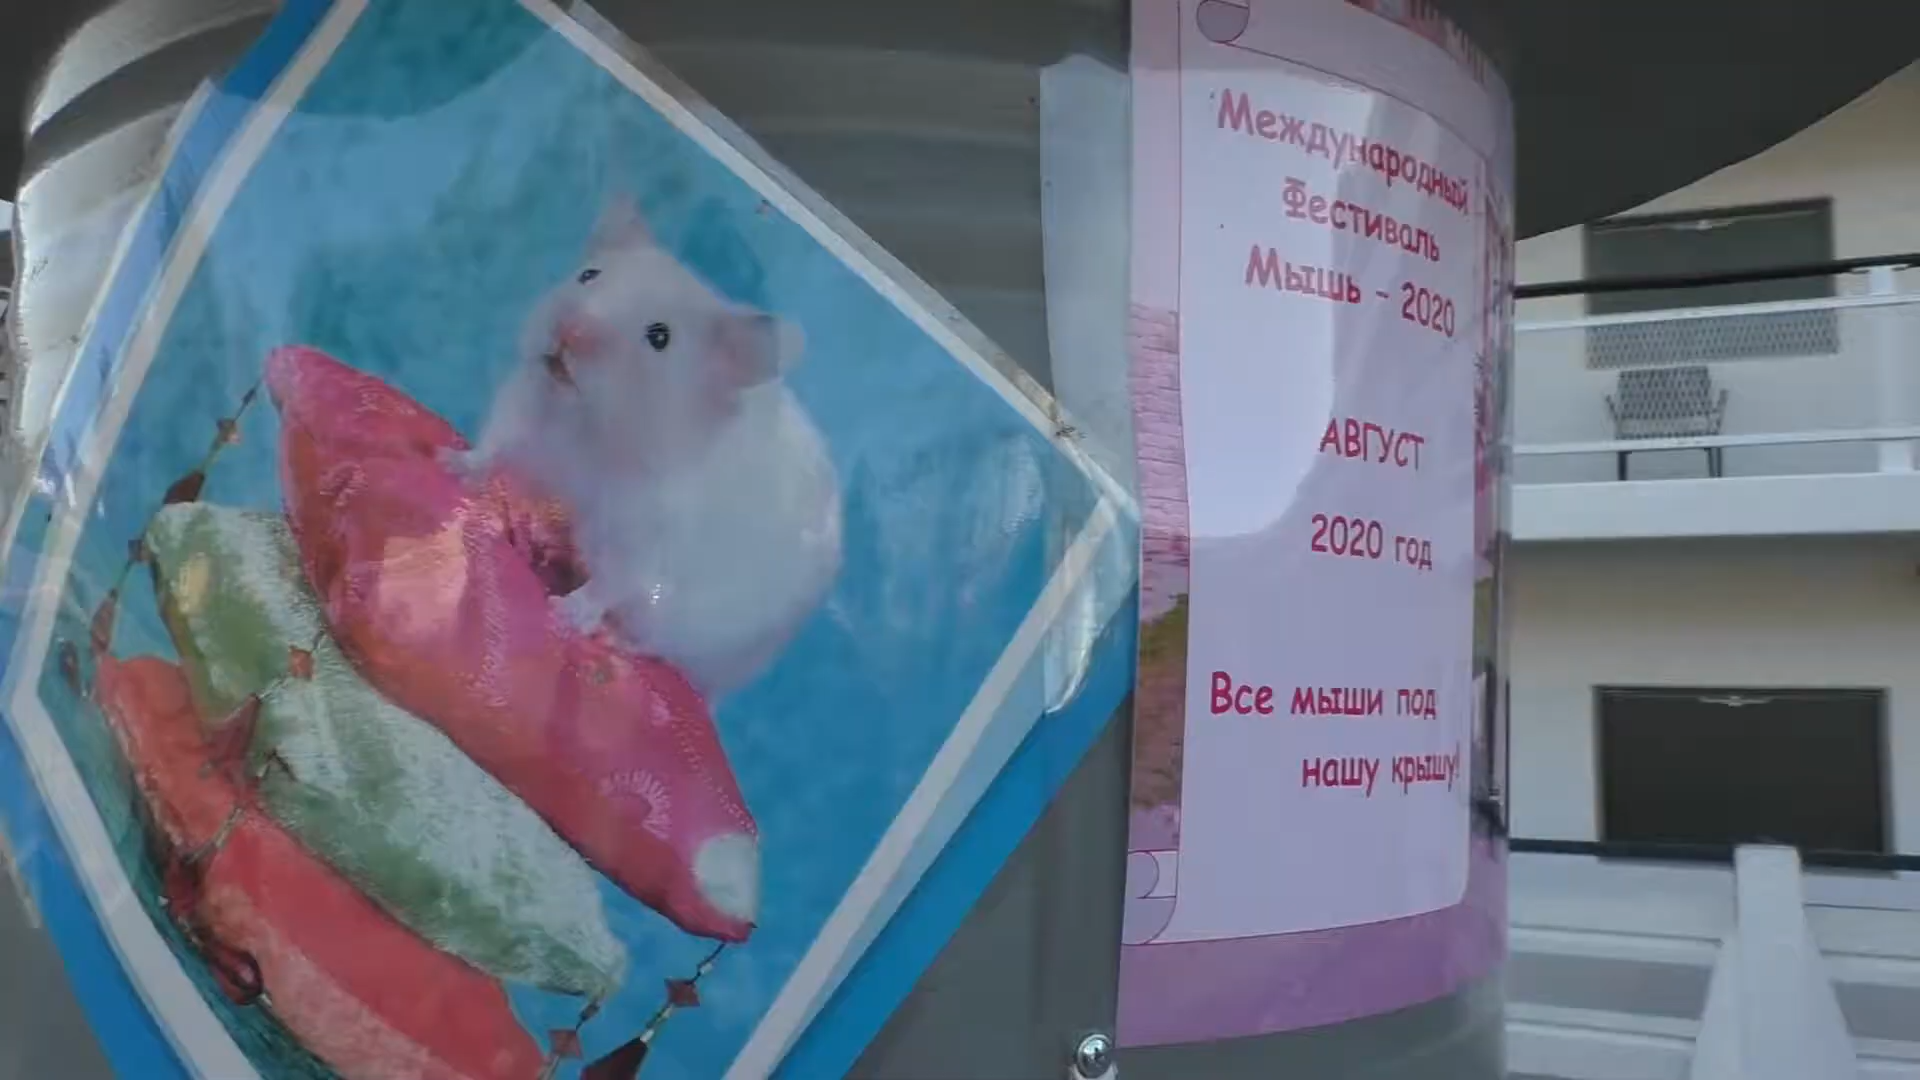 Международный
Фестиваль
Мышь - 2020
АВГУСТ
2020 год
Все мыши под
нашу крышу!